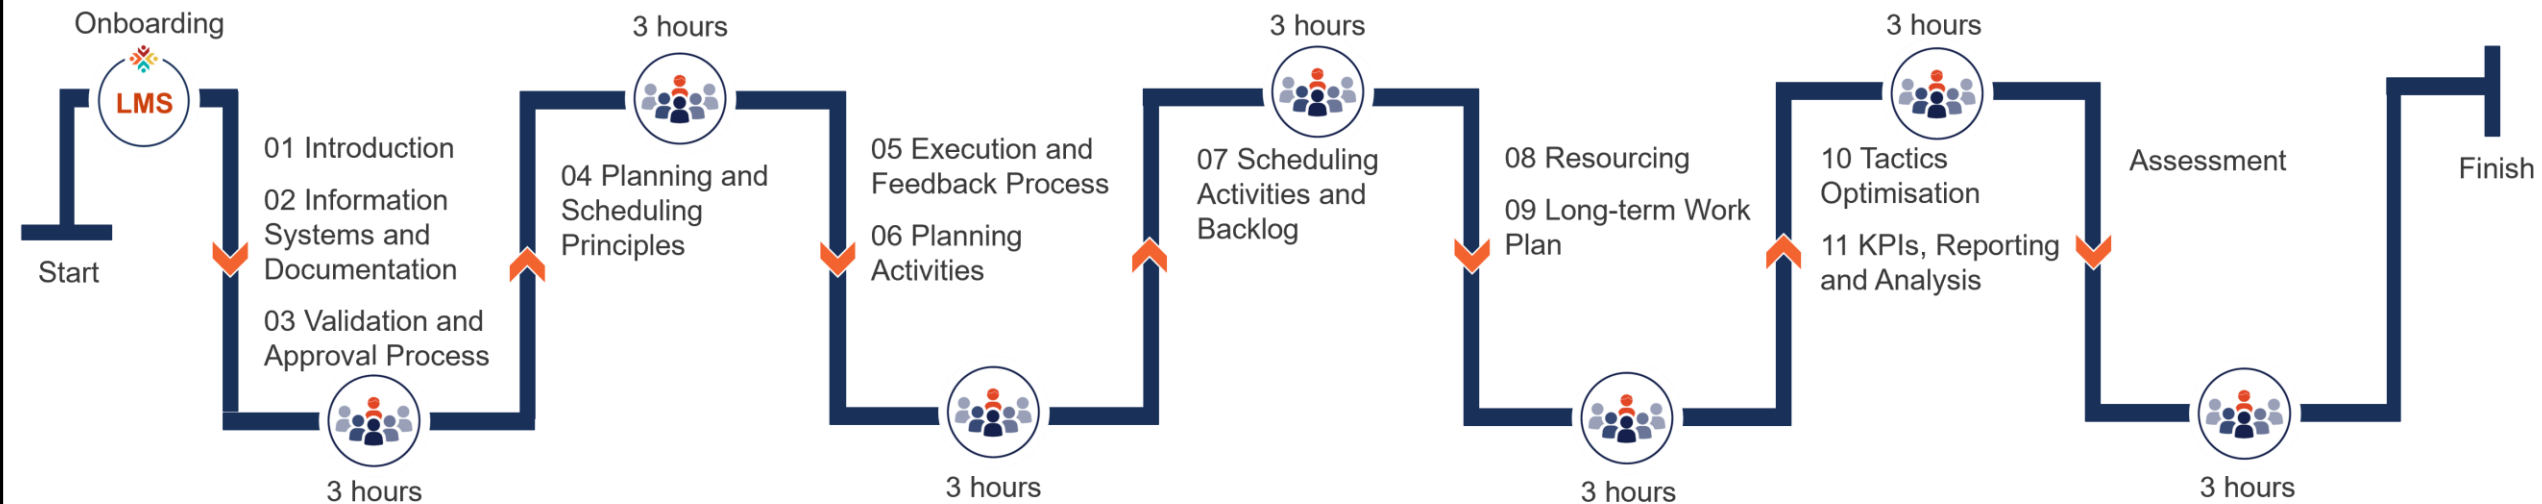 Onboarding
LMS
Start
01 Introduction
02 Information
Systems and
Documentation
03 Validation and
Approval Process
3 hours
3 hours
04 Planning and
Scheduling
Principles
05 Execution and
Feedback Process
06 Planning
Activities
3 hours
3 hours
07 Scheduling
Activities and
Backlog
08 Resourcing
09 Long-term Work
Plan
3 hours
3 hours
10 Tactics
Optimisation
11 KPIs, Reporting
and Analysis
Assessment
3 hours
Finish